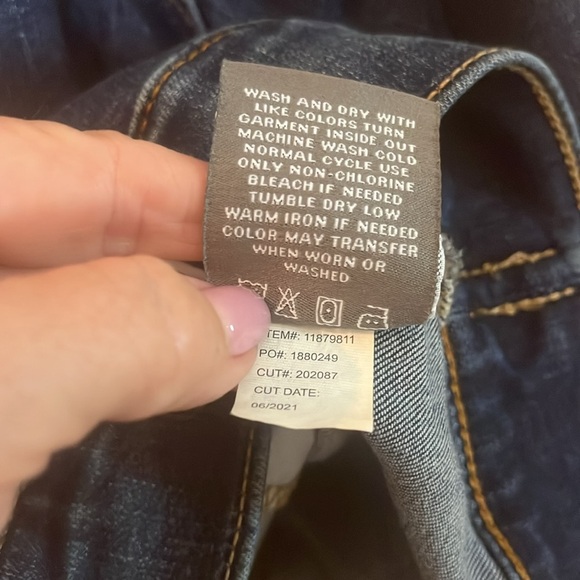 WASH AND DRY WITH
LIKE COLORS TURN
GARMENT INSIDE OUT
MACHINE WASH COLD
NORMAL CYCLE USE
ONLY NON-CHLORINE
BLEACH IF NEEDED
TUMBLE DRY LOW
WARM IRON IF NEEDED
COLOR MAY TRANSFER
WHEN WORN OR
WASHED
TEM#: 11879811
PO#: 1880249
CUT#: 202087
CUT DATE:
06/2021